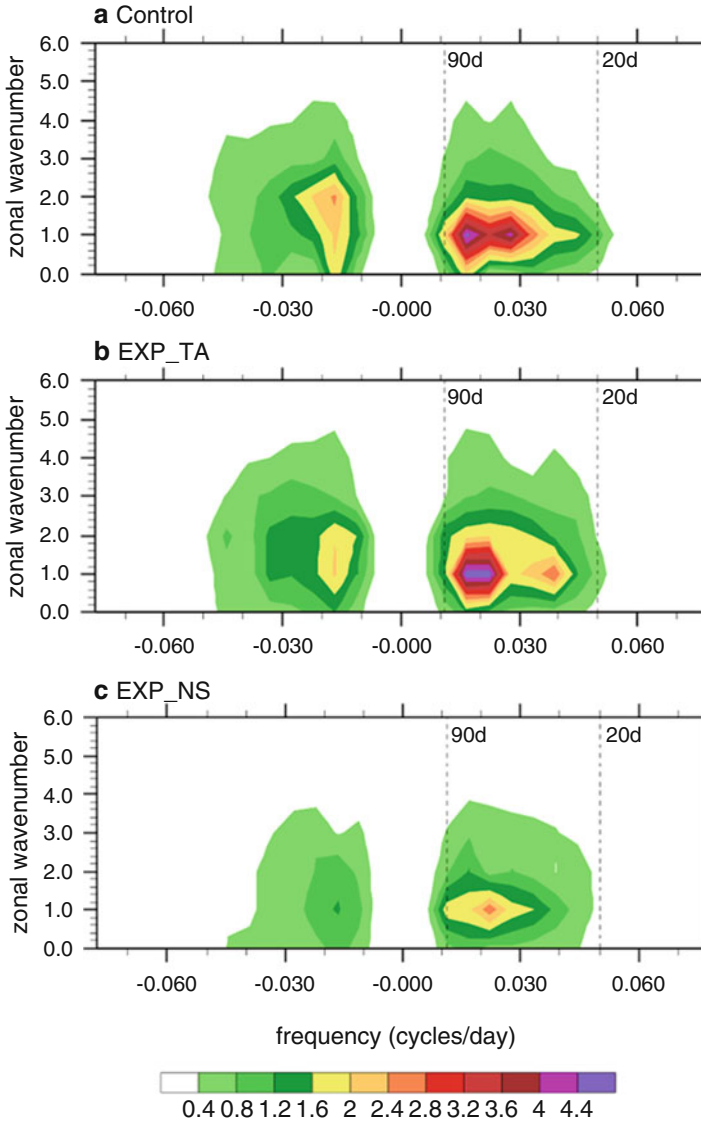 a Control
6.0
5.0
4.0
3.0
2.0
1.0
0.0
zonal wavenumber
90d
20d
-0.060
-0.030
-0.000
0.030
0.060
b EXP_TA
6.0
5.0
4.0
3.0
2.0
1.0
0.0
zonal wavenumber
90d
20d
-0.060
-0.030
-0.000
0.030
0.060
c EXP_NS
6.0
5.0
4.0
3.0
2.0
1.0
0.0
zonal wavenumber
90d
20d
-0.060
-0.030
-0.000
0.030
0.060
frequency (cycles/day)
0.4 0.8 1.2 1.6 2 2.4 2.8 3.2 3.6 4 4.4